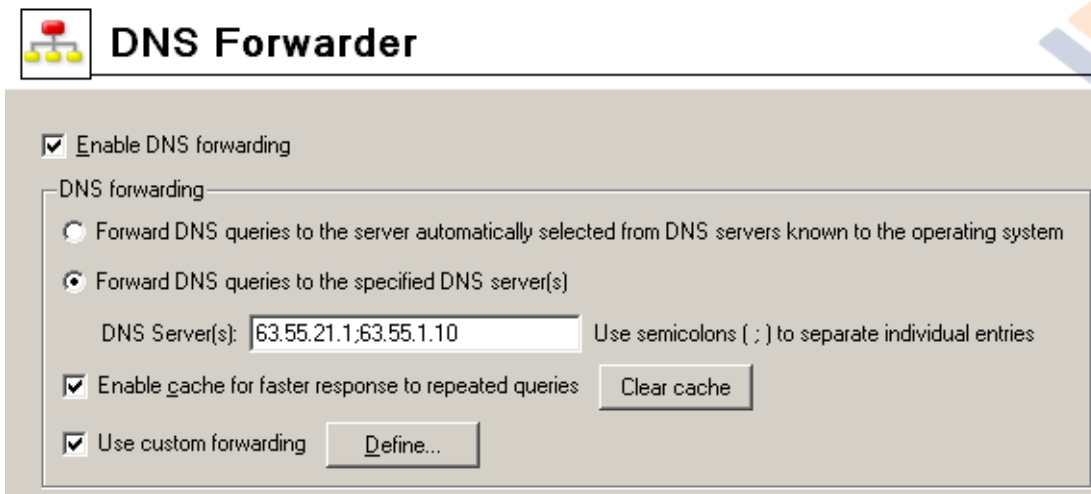 DNS Forwarder
Enable DNS forwarding
DNS forwarding
Forward DNS queries to the server automatically selected from DNS servers known to the operating system
Forward DNS queries to the specified DNS server(s)
DNS Server(s): 63.55.21.1;63.55.1.10 Use semicolons ( ; ) to separate individual entries
Enable cache for faster response to repeated queries Clear cache
Use custom forwarding Define...